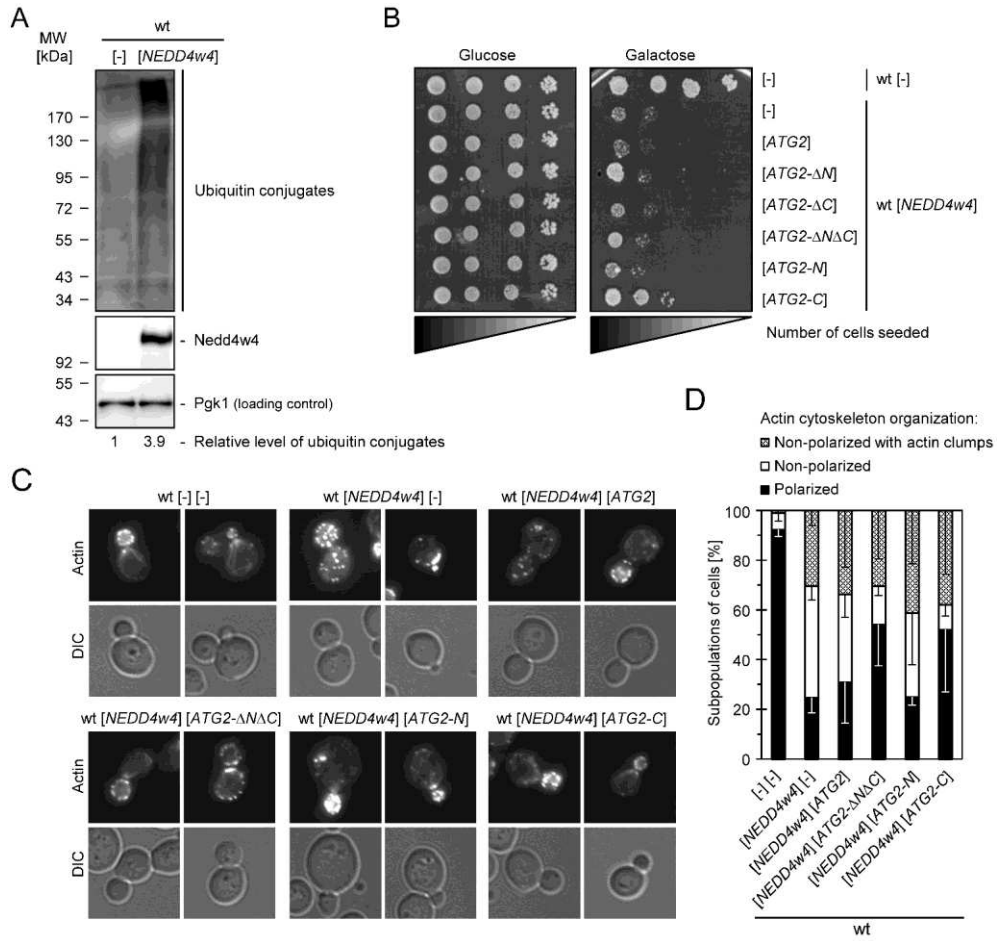 A
MW
[kDa]
wt
[-] [NEDD4w4]
170
130
95
72
55
43
34
Ubiquitin conjugates
92
- Nedd4w4
55
43
- Pgk1 (loading control)
1 3.9 - Relative level of ubiquitin conjugates
B
Glucose Galactose
[-] wt [-]
[-]
[ATG2]
[ATG2-ΔN]
[ATG2-ΔC]
[ATG2-ΔNΔC]
[ATG2-N]
[ATG2-C]
wt [NEDD4w4]
Number of cells seeded
C
wt [-] [-] wt [NEDD4w4] [-] wt [NEDD4w4] [ATG2]
Actin
DIC
wt [NEDD4w4] [ATG2-ΔNΔC] wt [NEDD4w4] [ATG2-N] wt [NEDD4w4] [ATG2-C]
Actin
DIC
D
Actin cytoskeleton organization:
Non-polarized with actin clumps
Non-polarized
Polarized
Subpopulations of cells [%]
100
80
60
40
20
0
[-] [-]
[NEDD4w4] [-]
[NEDD4w4] [ATG2]
[NEDD4w4] [ATG2-ΔNΔC]
[NEDD4w4] [ATG2-N]
[NEDD4w4] [ATG2-C]
wt